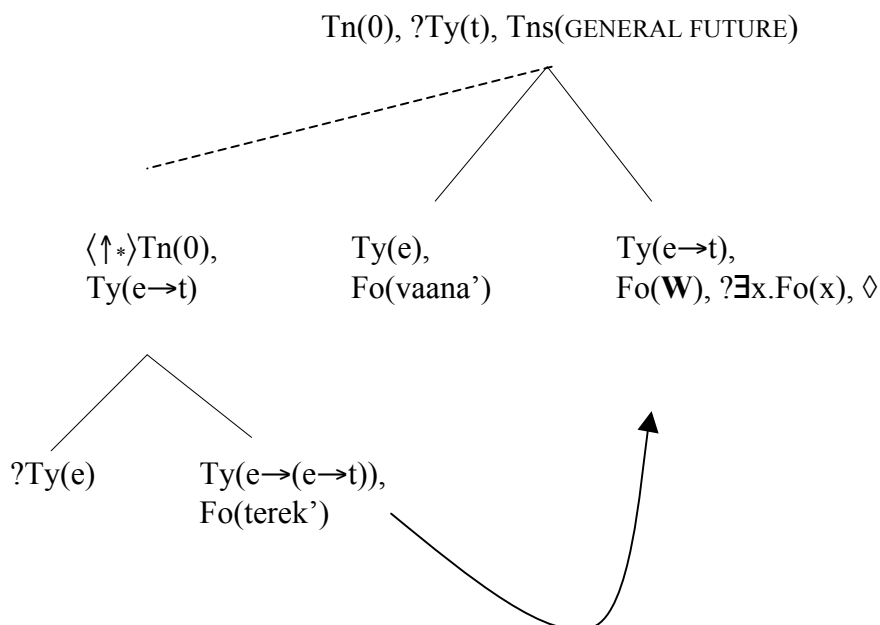 Tn(0), ?Ty(t), Tns(GENERAL FUTURE)
⟨↑*⟩Tn(0),
Ty(e→t)
Ty(e),
Fo(vaana’)
Ty(e→t),
Fo(W), ?∃x.Fo(x), ◊
?Ty(e)
Ty(e→(e→t)),
Fo(terek’)